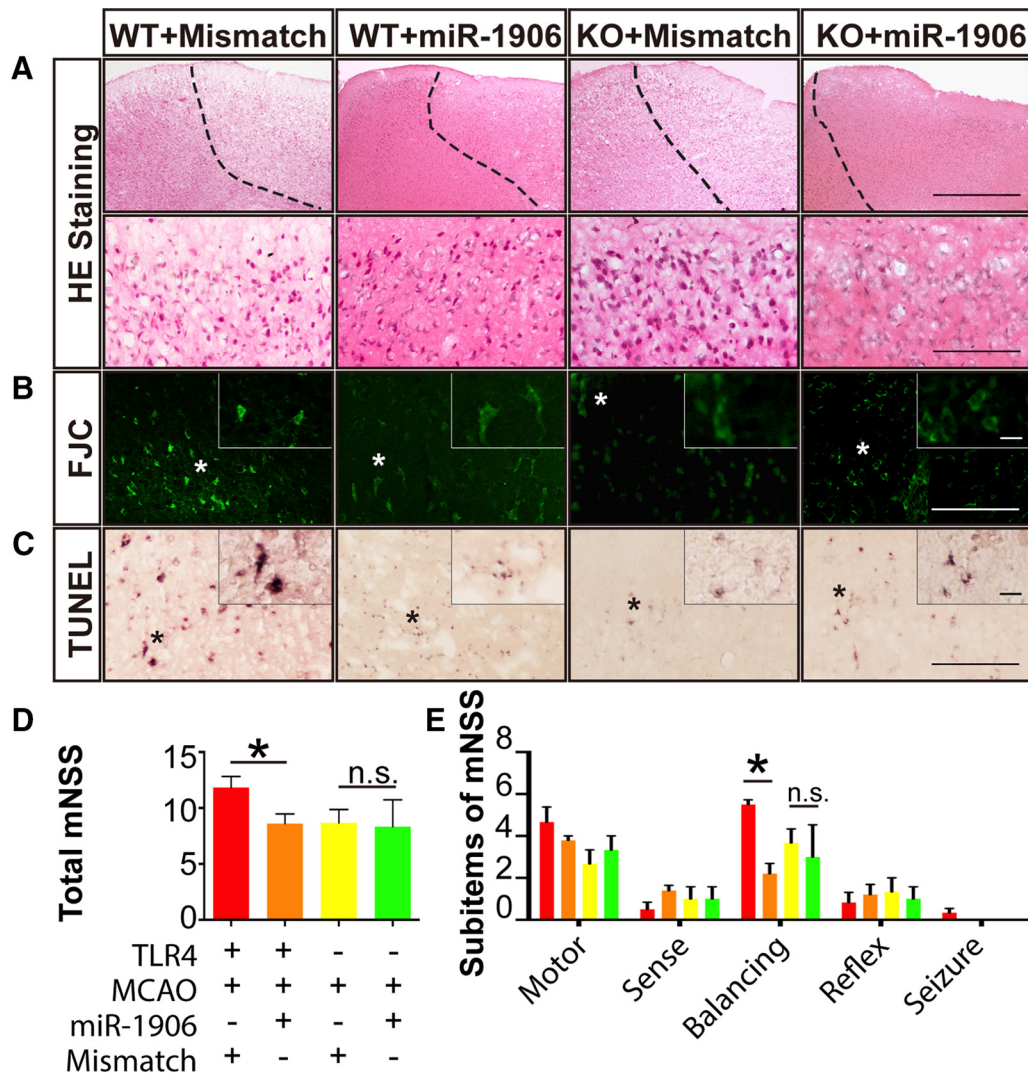 WT+Mismatch WT+miR-1906 KO+Mismatch KO+miR-1906
A
HE Staining
B
FJC
*
*
*
*
C
TUNEL
*
*
*
*
D
Total mNSS
15
10
5
0
*
n.s.
TLR4 + + - -
MCAO + + + +
miR-1906 - + - +
Mismatch + - + -
E
Subitems of mNSS
8
6
4
2
0
*
n.s.
Motor
Sense
Balancing
Reflex
Seizure